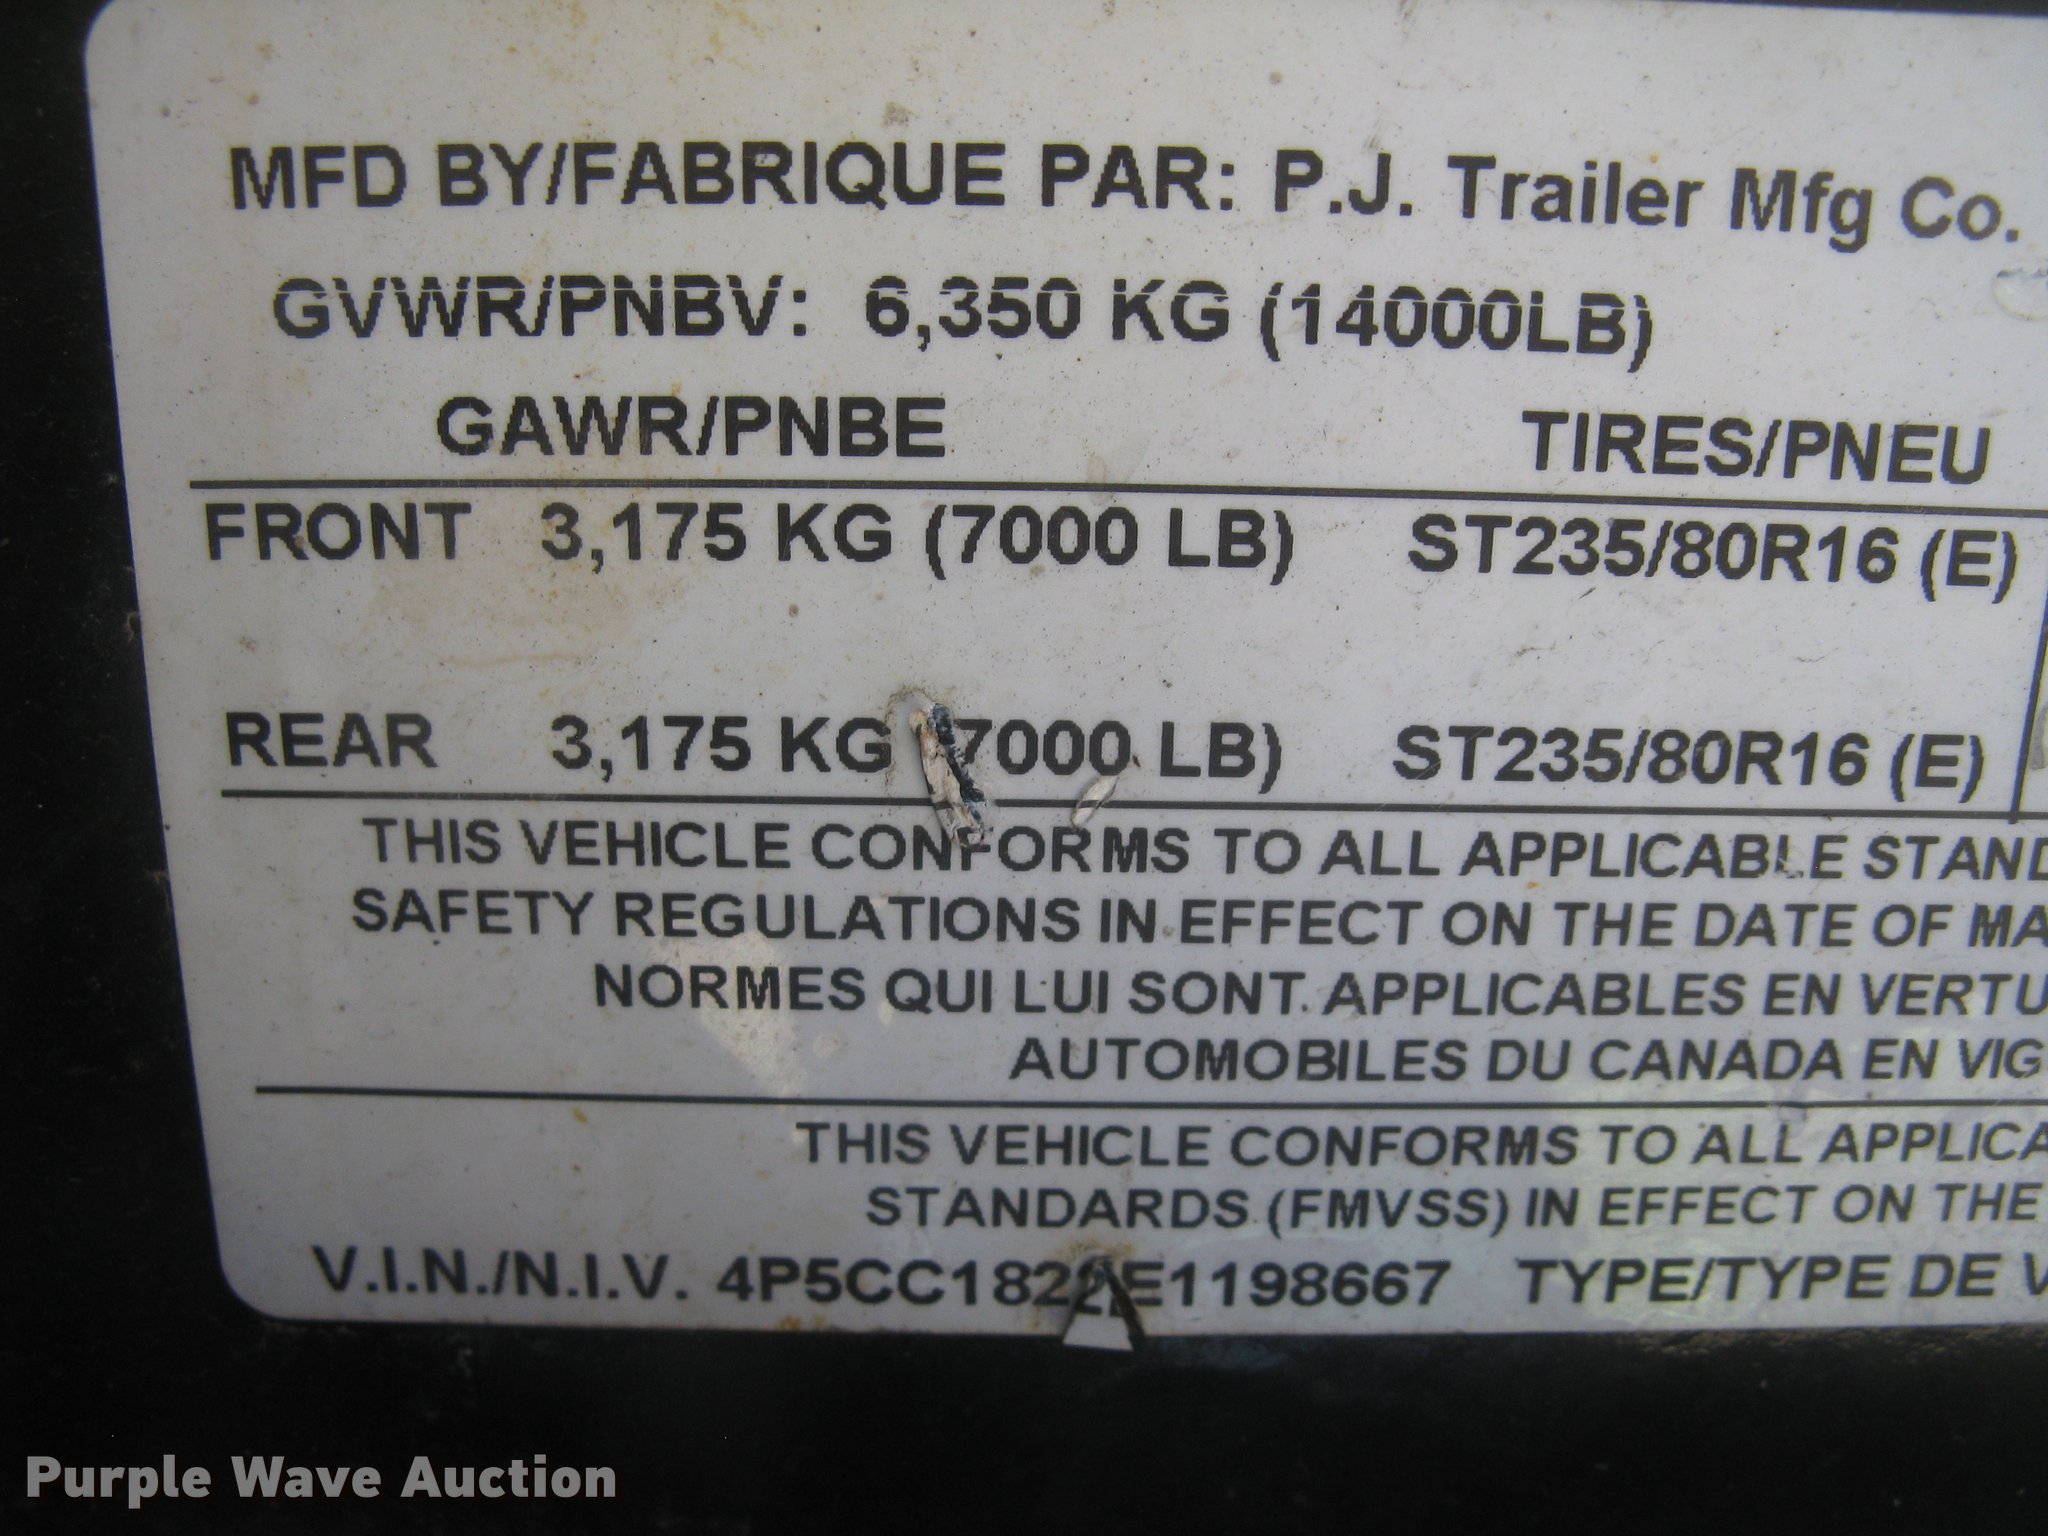 MFD BY/FABRIQUE PAR: P.J. Trailer Mfg Co.
GVWR/PNBV: 6,350 KG (14000LB)
GAWR/PNBE TIRES/PNEU
FRONT 3,175 KG (7000 LB) ST235/80R16 (E)
REAR 3,175 KG (7000 LB) ST235/80R16 (E)
THIS VEHICLE CONFORMS TO ALL APPLICABLE STAND
SAFETY REGULATIONS IN EFFECT ON THE DATE OF MA
NORMES QUI LUI SONT APPLICABLES EN VERTU
AUTOMOBILES DU CANADA EN VIG
THIS VEHICLE CONFORMS TO ALL APPLICA
STANDARDS (FMVSS) IN EFFECT ON THE
V.I.N./N.I.V. 4P5CC1822E1198667 TYPE/TYPE DE V
Purple Wave Auction